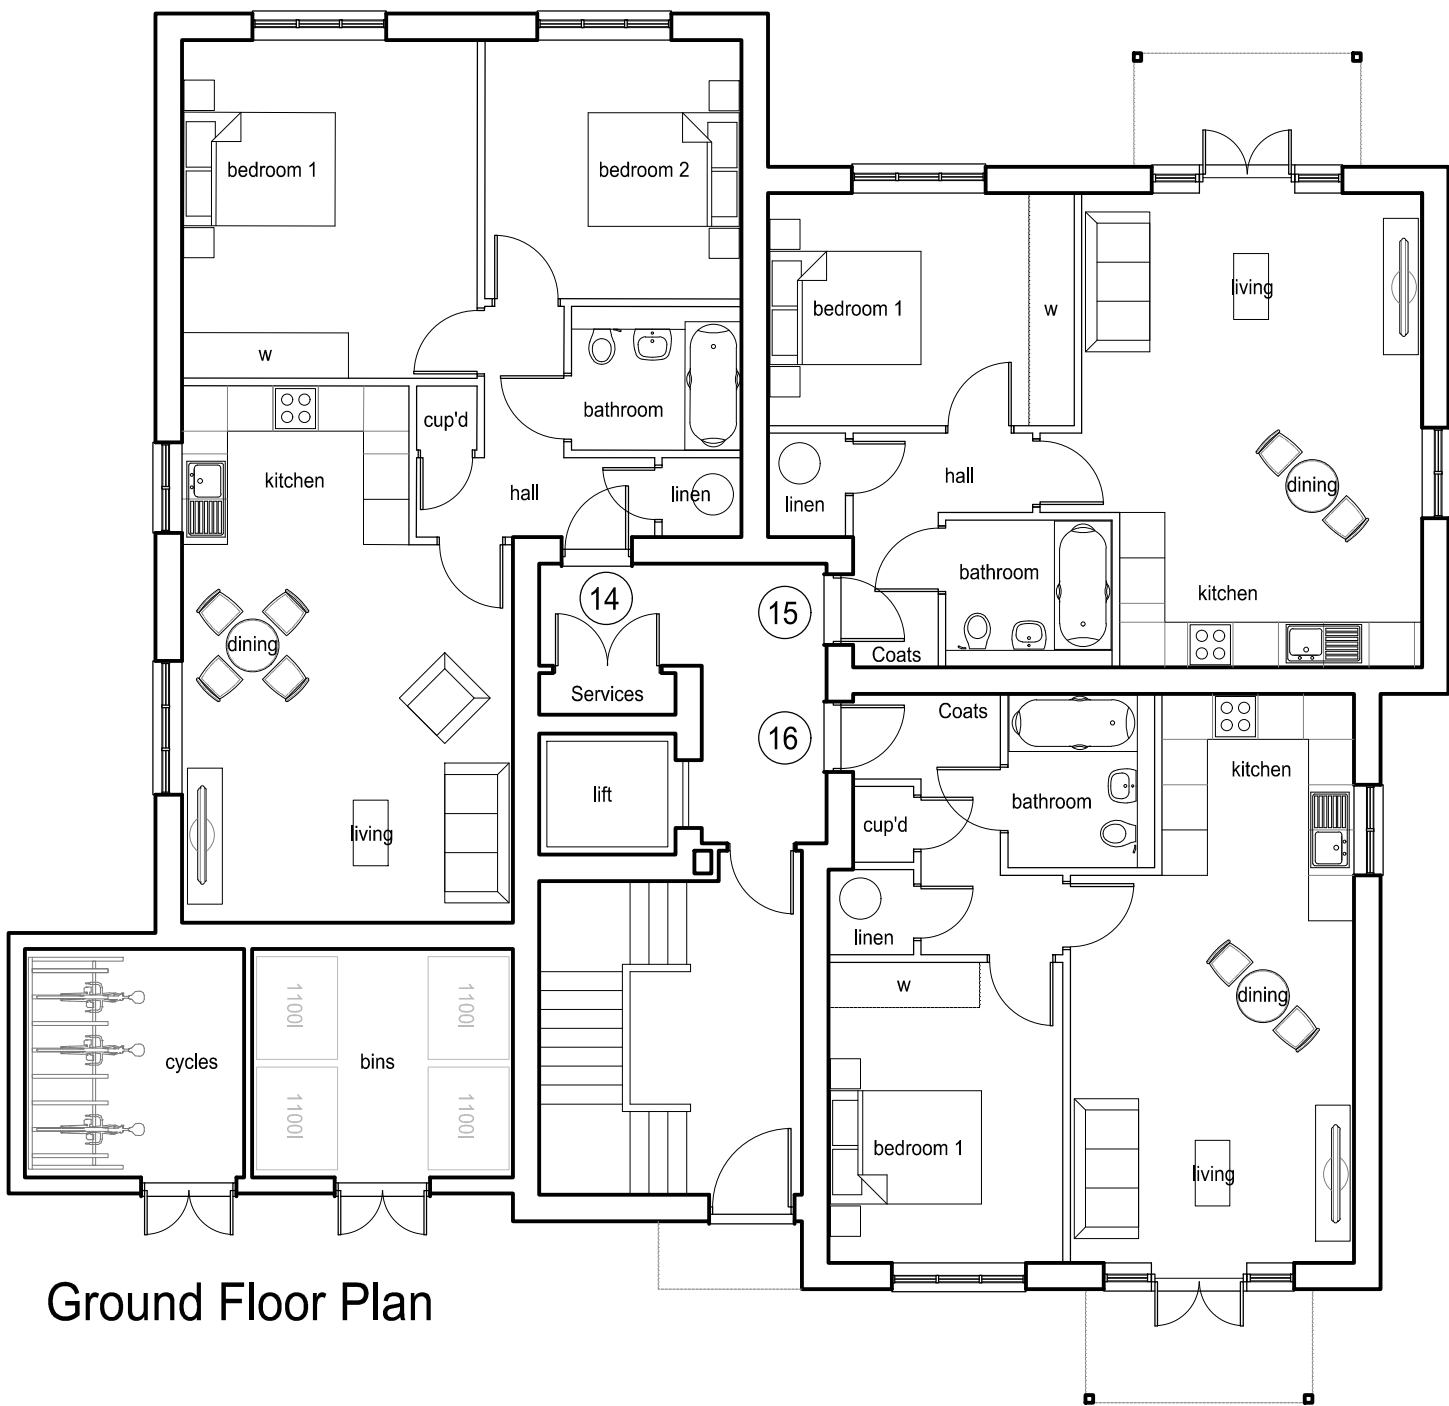 bedroom 1
bedroom 2
w
cup'd
bathroom
kitchen
hall
linen
dining
living
14
Services
lift
bedroom 1
w
living
linen
hall
dining
bathroom
kitchen
15
Coats
16
Coats
kitchen
bathroom
cup'd
linen
w
dining
bedroom 1
living
cycles
bins
1100l
1100l
1100l
1100l
Ground Floor Plan